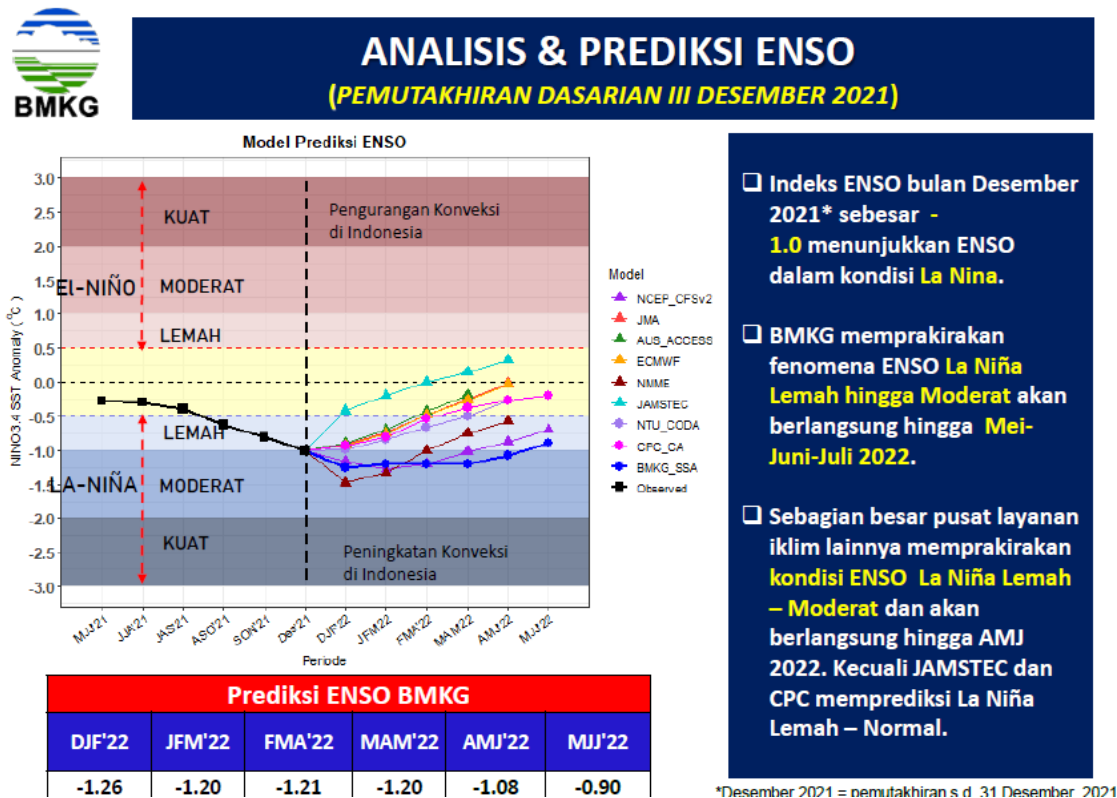 BMKG
ANALISIS & PREDIKSI ENSO
(PEMUTAKHIRAN DASARIAN III DESEMBER 2021)
Model Prediksi ENSO
NINO3.4 SST Anomaly (°C)
3.0
2.5
2.0
1.5
1.0
0.5
0.0
-0.5
-1.0
-1.5
-2.0
-2.5
-3.0
KUAT
El-NIÑO
MODERAT
LEMAH
LEMAH
LA-NIÑA
MODERAT
KUAT
Pengurangan Konveksi
di Indonesia
Peningkatan Konveksi
di Indonesia
MJJ'21
JJA'21
JAS'21
ASO'21
SON'21
Des'21
DJF'22
JFM'22
FMA'22
MAM'22
AMJ'22
MJJ'22
Periode
Model
NCEP_CFSv2
JMA
AUS_ACCESS
ECMWF
NMME
JAMSTEC
NTU_CODA
CPC_CA
BMKG_SSA
Observed
Prediksi ENSO BMKG
DJF'22 JFM'22 FMA'22 MAM'22 AMJ'22 MJJ'22
-1.26 -1.20 -1.21 -1.20 -1.08 -0.90
❑ Indeks ENSO bulan Desember
2021* sebesar -
1.0 menunjukkan ENSO
dalam kondisi La Nina.
❑ BMKG memprakirakan
fenomena ENSO La Niña
Lemah hingga Moderat akan
berlangsung hingga Mei-
Juni-Juli 2022.
❑ Sebagian besar pusat layanan
iklim lainnya memprakirakan
kondisi ENSO La Niña Lemah
– Moderat dan akan
berlangsung hingga AMJ
2022. Kecuali JAMSTEC dan
CPC memprediksi La Niña
Lemah – Normal.
*Desember 2021 = pemutakhiran s.d. 31 Desember 2021